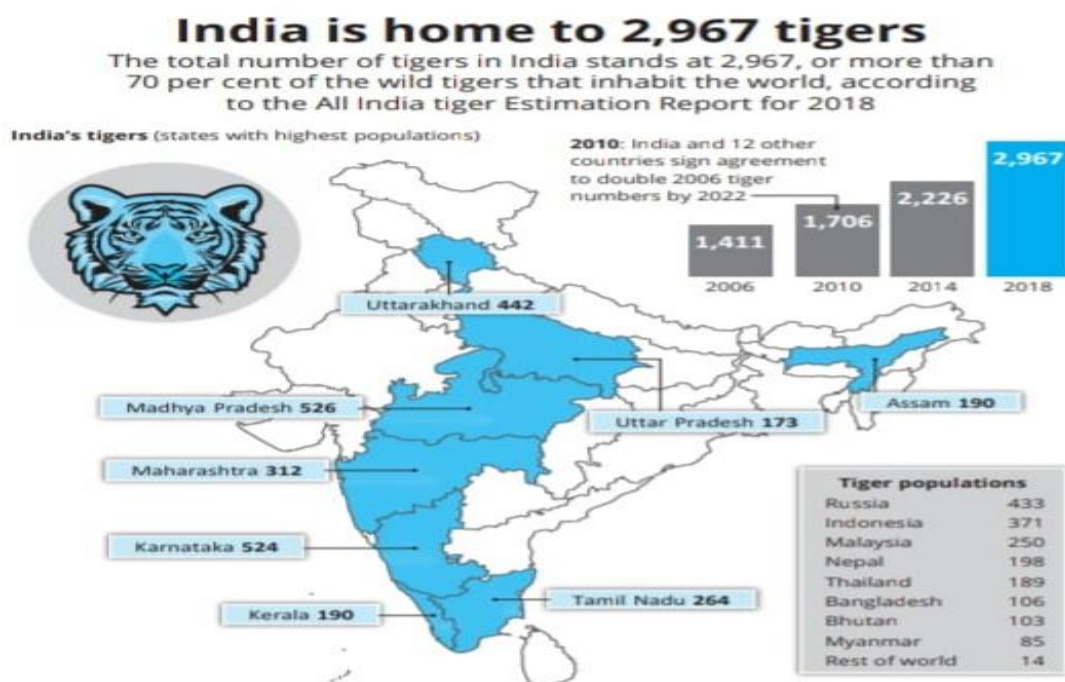 India is home to 2,967 tigers
The total number of tigers in India stands at 2,967, or more than
70 per cent of the wild tigers that inhabit the world, according
to the All India tiger Estimation Report for 2018
India's tigers (states with highest populations)
2010: India and 12 other
countries sign agreement
to double 2006 tiger
numbers by 2022
1,411
1,706
2,226
2,967
2006
2010
2014
2018
Uttarakhand 442
Madhya Pradesh 526
Uttar Pradesh 173
Assam 190
Maharashtra 312
Karnataka 524
Kerala 190
Tamil Nadu 264
Tiger populations
Russia 433
Indonesia 371
Malaysia 250
Nepal 198
Thailand 189
Bangladesh 106
Bhutan 103
Myanmar 85
Rest of world 14